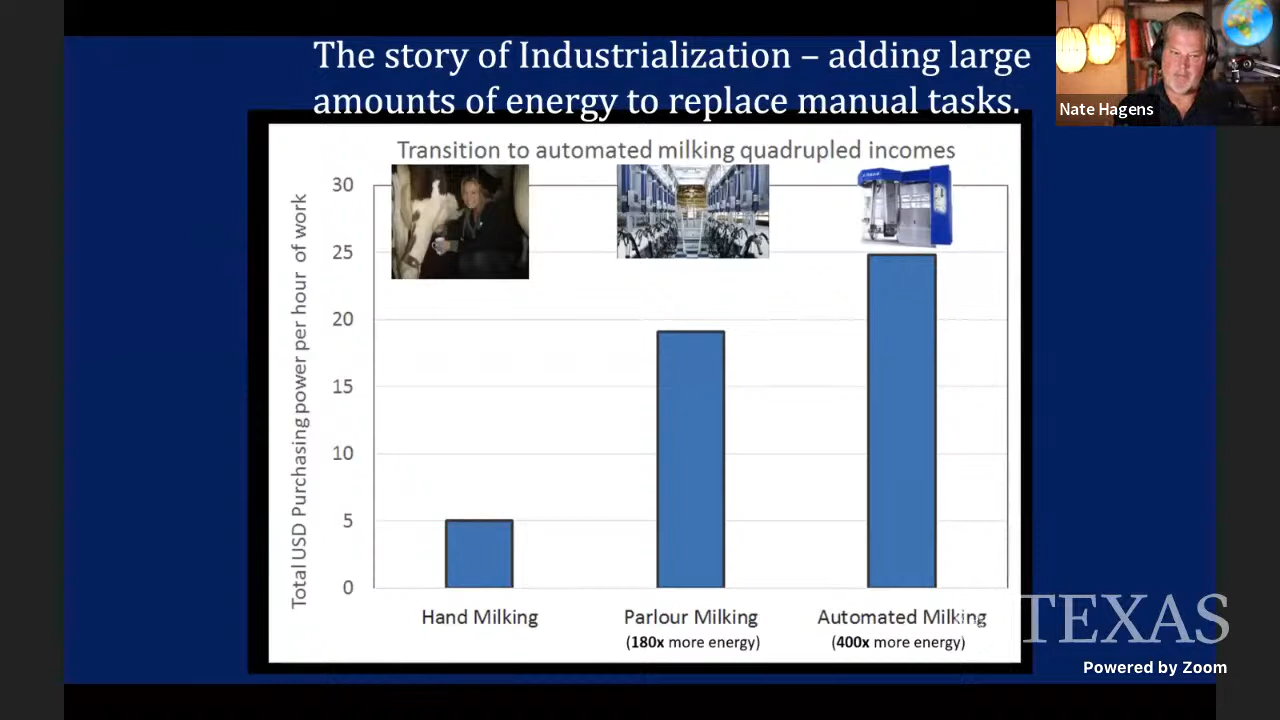 The story of Industrialization – adding large
amounts of energy to replace manual tasks.
Nate Hagens
Transition to automated milking quadrupled incomes
Total USD Purchasing power per hour of work
30
25
20
15
10
5
0
Hand Milking
Parlour Milking
(180x more energy)
Automated Milking
(400x more energy)
TEXAS
Powered by Zoom